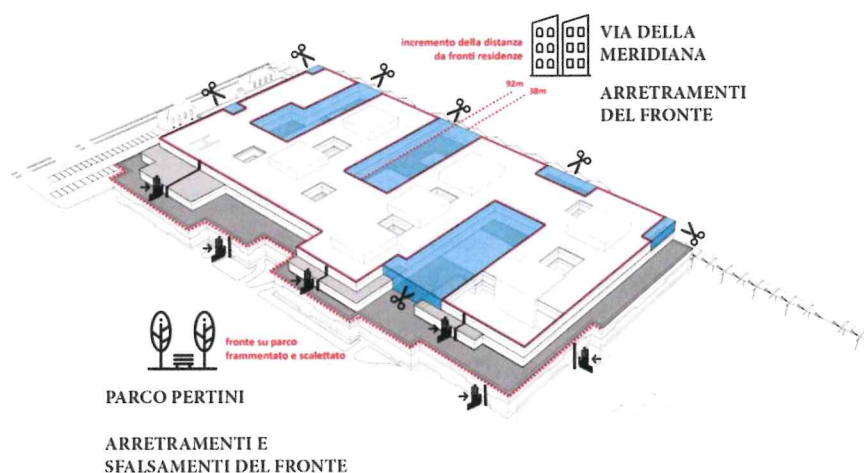 incremento della distanza
da fronti residenze
VIA DELLA
MERIDIANA
ARRETRAMENTI
DEL FRONTE
92m
38m
fronte su parco
frammentato e scalettato
PARCO PERTINI
ARRETRAMENTI E
SFALSAMENTI DEL FRONTE